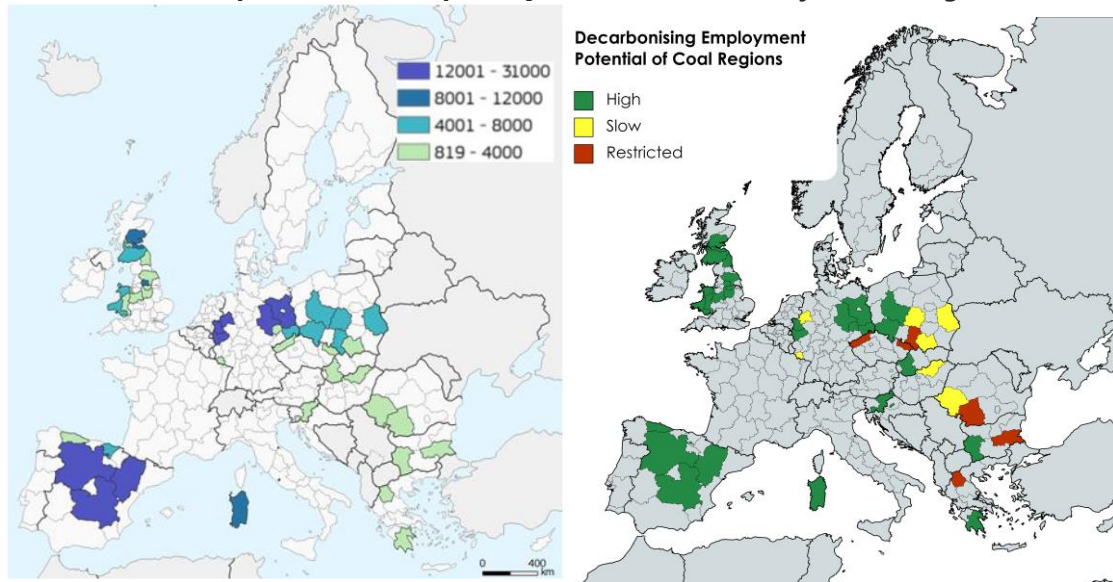 12001 - 31000
8001 - 12000
4001 - 8000
819 - 4000
0 400
km
Decarbonising Employment
Potential of Coal Regions
High
Slow
Restricted